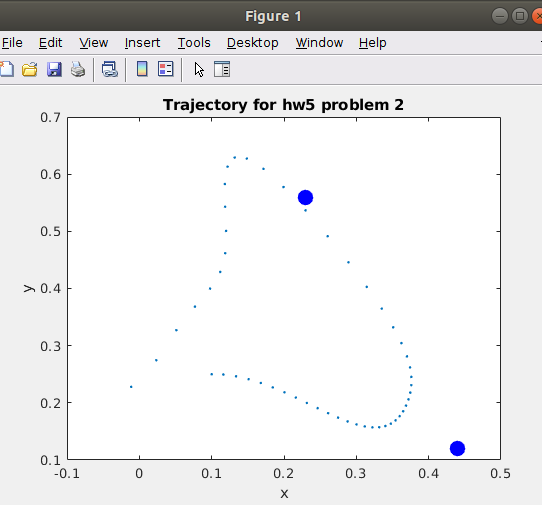 Figure 1
File Edit View Insert Tools Desktop Window Help
Trajectory for hw5 problem 2
0.7
0.6
0.5
0.4
0.3
0.2
0.1
y
-0.1 0 0.1 0.2 0.3 0.4 0.5
x